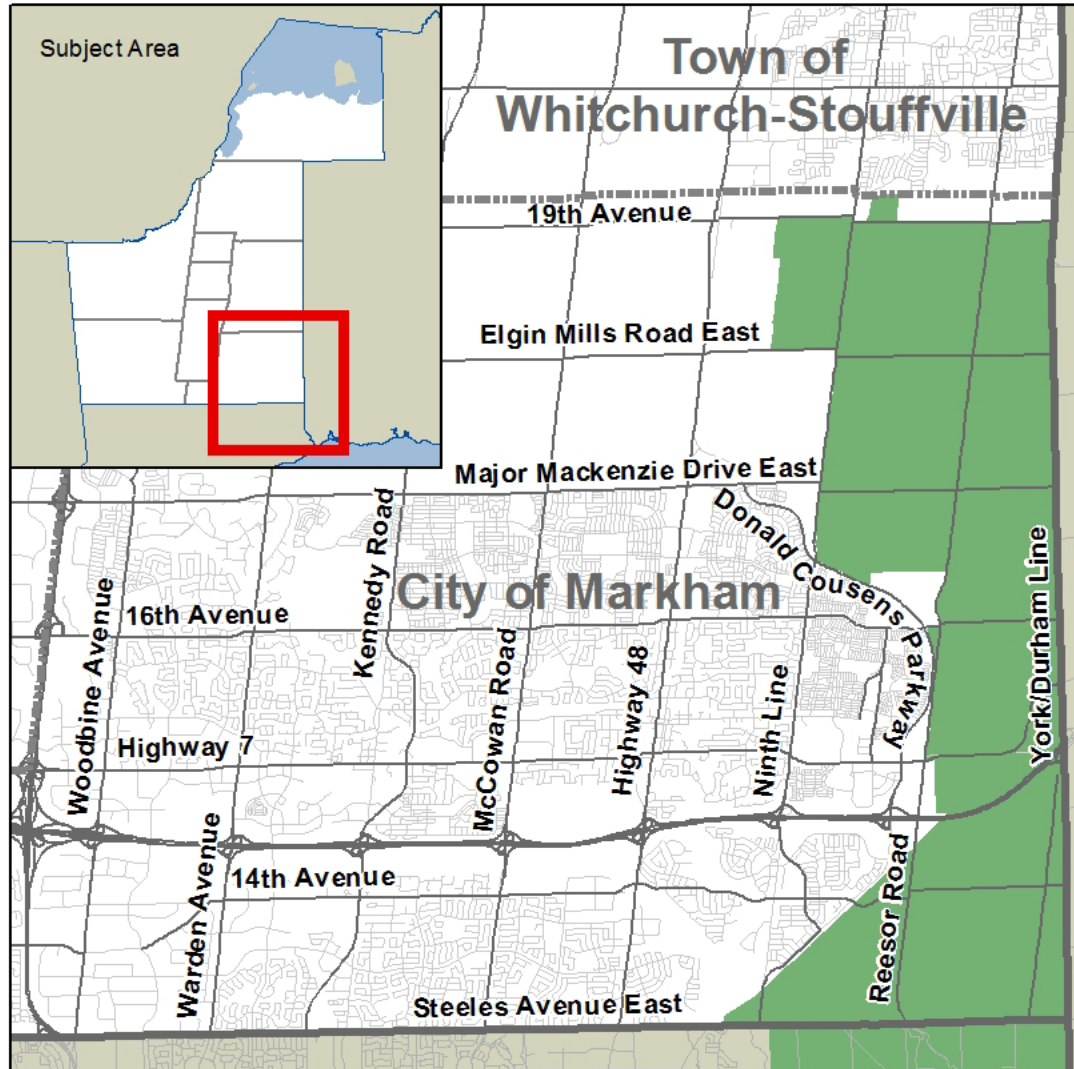 Subject Area
Town of
Whitchurch-Stouffville
19th Avenue
Elgin Mills Road East
Major Mackenzie Drive East
Donald Cousens Parkway
Kennedy Road
City of Markham
16th Avenue
Woodbine Avenue
McCowan Road
Highway 48
Ninth Line
York/Durham Line
Highway 7
Warden Avenue
14th Avenue
Reesor Road
Steeles Avenue East